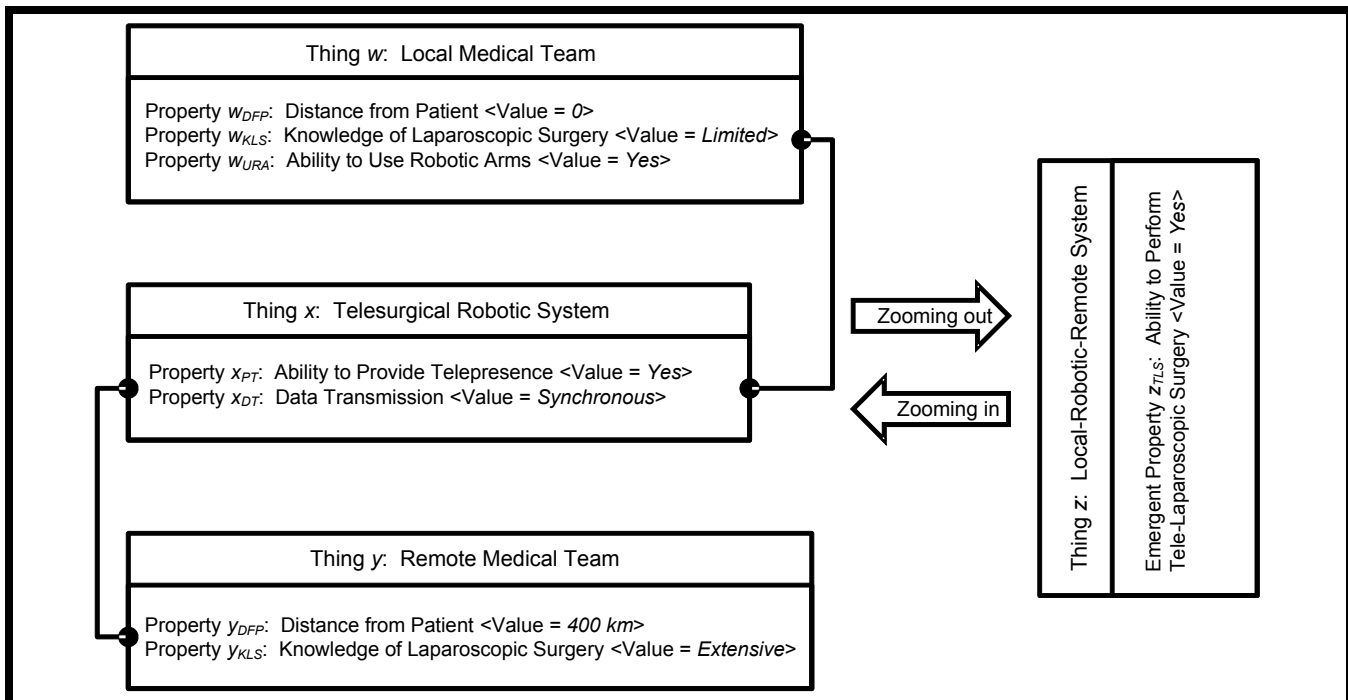 Thing w:  Local Medical Team
Property wDFP:  Distance from Patient <Value = 0>
Property wKLS:  Knowledge of Laparoscopic Surgery <Value = Limited>
Property wURA:  Ability to Use Robotic Arms <Value = Yes>
Thing x:  Telesurgical Robotic System
Property xPT:  Ability to Provide Telepresence <Value = Yes>
Property xDT:  Data Transmission <Value = Synchronous>
Thing y:  Remote Medical Team
Property yDFP:  Distance from Patient <Value = 400 km>
Property yKLS:  Knowledge of Laparoscopic Surgery <Value = Extensive>
Zooming out
Zooming in
Thing z:  Local-Robotic-Remote System
Emergent Property zTLS:  Ability to Perform
Tele-Laparoscopic Surgery <Value = Yes>